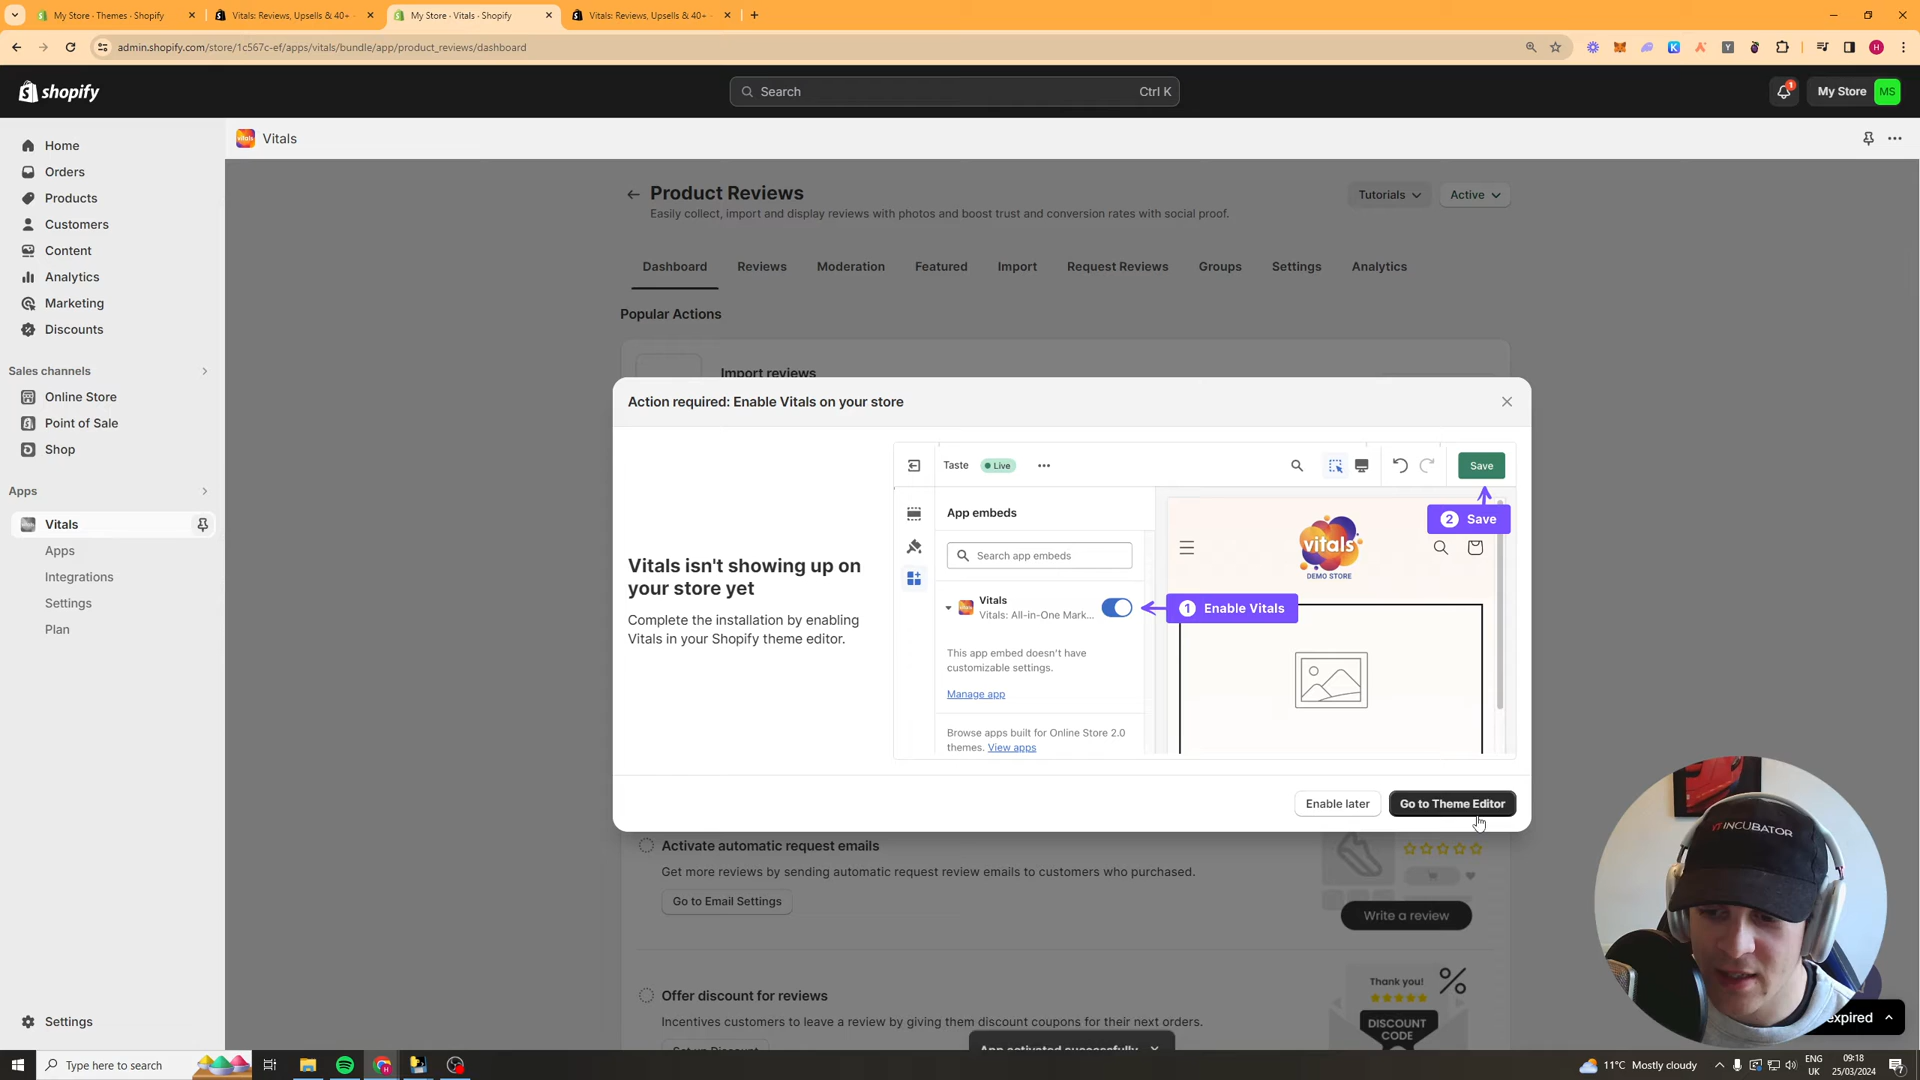 My Store - Themes · Shopify
Vitals: Reviews, Upsells & 40+
My Store · Vitals · Shopify
Vitals: Reviews, Upsells & 40+
admin.shopify.com/store/1c567c-ef/apps/vitals/bundle/app/product_reviews/dashboard
shopify
Search
Ctrl K
1
My Store
MS
Home
Orders
Products
Customers
Content
Analytics
Marketing
Discounts
Sales channels
Online Store
Point of Sale
Shop
Apps
Vitals
Apps
Integrations
Settings
Plan
Settings
Vitals
Product Reviews
Easily collect, import and display reviews with photos and boost trust and conversion rates with social proof.
Tutorials
Active
Dashboard
Reviews
Moderation
Featured
Import
Request Reviews
Groups
Settings
Analytics
Popular Actions
Import reviews
Action required: Enable Vitals on your store
Vitals isn't showing up on
your store yet
Complete the installation by enabling
Vitals in your Shopify theme editor.
Taste
Live
Save
App embeds
2 Save
Search app embeds
vitals
DEMO STORE
Vitals
Vitals: All-in-One Mark...
1 Enable Vitals
This app embed doesn't have
customizable settings.
Manage app
Browse apps built for Online Store 2.0
themes. View apps
Enable later
Go to Theme Editor
Activate automatic request emails
Get more reviews by sending automatic request review emails to customers who purchased.
Go to Email Settings
Write a review
Offer discount for reviews
Incentives customers to leave a review by giving them discount coupons for their next orders.
Set up Discount
Thank you!
DISCOUNT
CODE
App activated successfully
INCUBATOR
expired
Type here to search
11°C Mostly cloudy
ENG
UK
09:18
25/03/2024